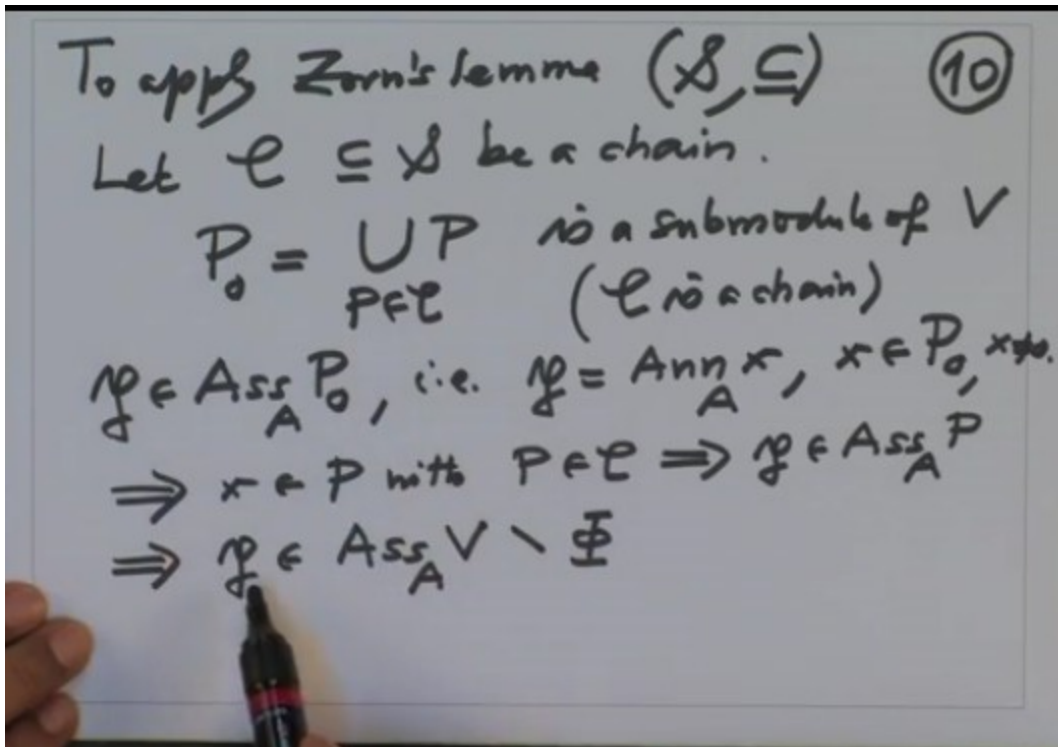 To apply Zorn's lemma (𝒮, ⊆) ⑩
Let 𝒞 ⊆ 𝒮 be a chain.
P₀ = ⋃ P is a submodule of V
P∈𝒞 (𝒞 is a chain)
𝔭 ∈ Ass_A P₀, i.e. 𝔭 = Ann_A x, x ∈ P₀, x≠0.
⟹ x ∈ P with P ∈ 𝒞 ⟹ 𝔭 ∈ Ass_A P
⟹ 𝔭 ∈ Ass_A V ∖ Φ